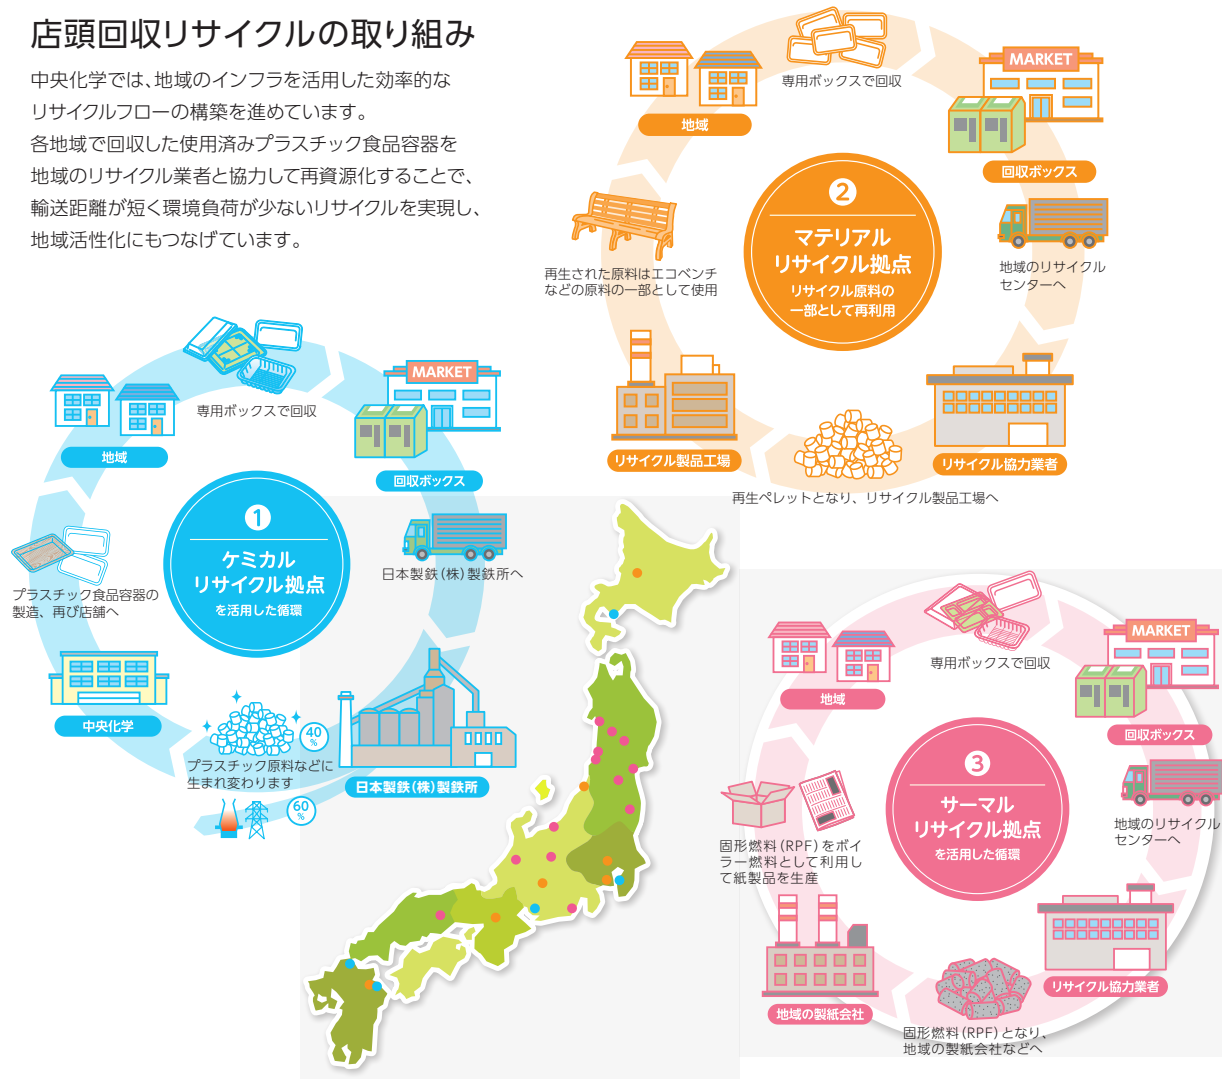 店頭回収リサイクルの取り組み
中央化学では、地域のインフラを活用した効率的な
リサイクルフローの構築を進めています。
各地域で回収した使用済みプラスチック食品容器を
地域のリサイクル業者と協力して再資源化することで、
輸送距離が短く環境負荷が少ないリサイクルを実現し、
地域活性化にもつなげています。
専用ボックスで回収
MARKET
地域
回収ボックス
2
マテリアル
リサイクル拠点
リサイクル原料の
一部として再利用
地域のリサイクル
センターへ
再生された原料はエコベンチ
などの原料の一部として使用
リサイクル製品工場
リサイクル協力業者
再生ペレットとなり、リサイクル製品工場へ
専用ボックスで回収
MARKET
地域
回収ボックス
1
ケミカル
リサイクル拠点
を活用した循環
日本製鉄(株)製鉄所へ
プラスチック食品容器の
製造、再び店舗へ
中央化学
40
%
プラスチック原料などに
生まれ変わります
日本製鉄(株)製鉄所
60
%
専用ボックスで回収
MARKET
地域
回収ボックス
3
サーマル
リサイクル拠点
を活用した循環
地域のリサイクル
センターへ
固形燃料(RPF)をボイ
ラー燃料として利用し
て紙製品を生産
リサイクル協力業者
地域の製紙会社
固形燃料(RPF)となり、
地域の製紙会社などへ